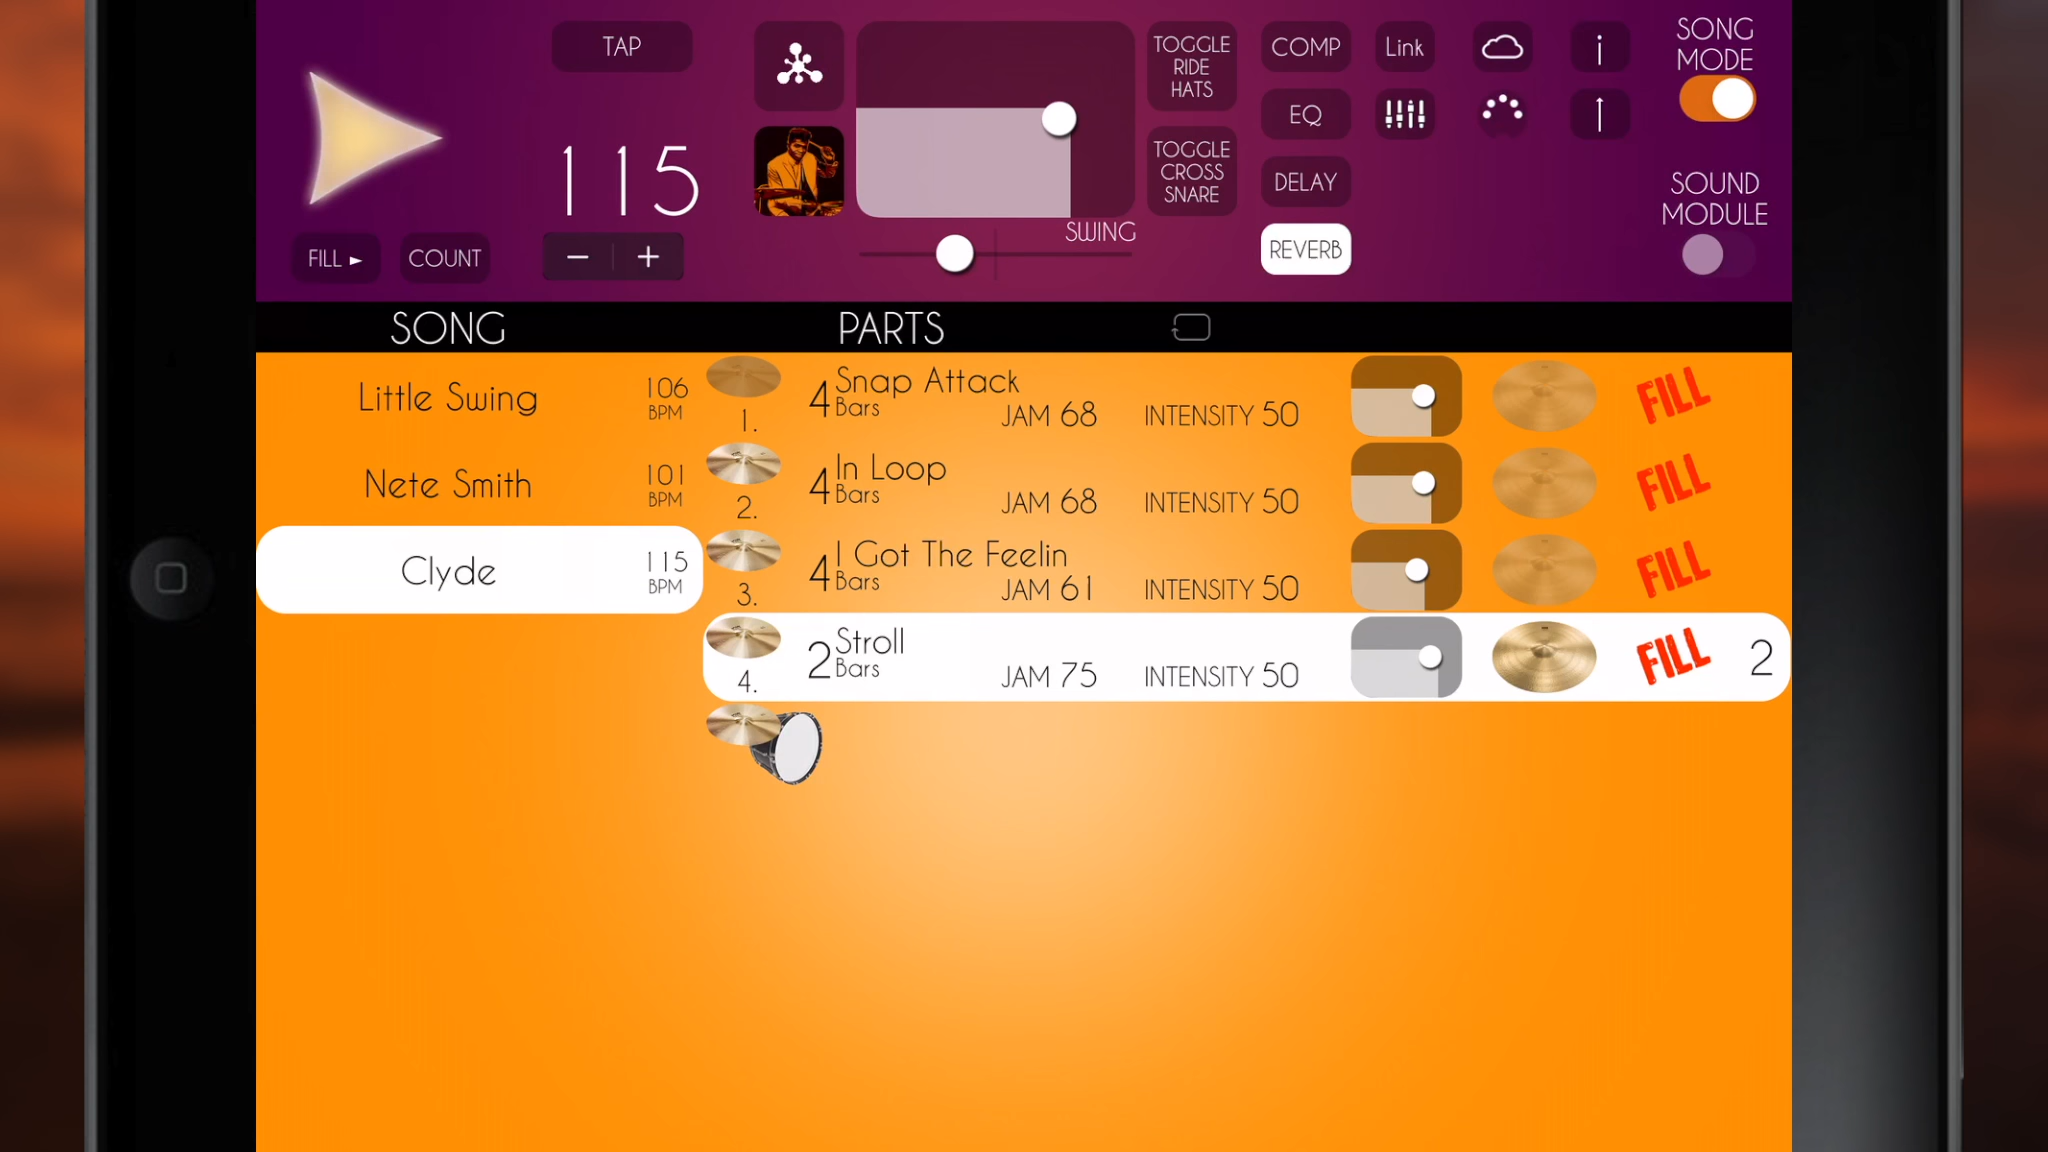 TAP
115
FILL ►
COUNT
− +
SWING
TOGGLE
RIDE
HATS
TOGGLE
CROSS
SNARE
COMP
EQ
DELAY
REVERB
Link
i
SONG
MODE
SOUND
MODULE
SONG
PARTS
Little Swing 106
BPM
Nete Smith 101
BPM
Clyde 115
BPM
1. 4 Snap Attack
Bars JAM 68 INTENSITY 50 FILL
2. 4 In Loop
Bars JAM 68 INTENSITY 50 FILL
3. 4 I Got The Feelin
Bars JAM 61 INTENSITY 50 FILL
4. 2 Stroll
Bars JAM 75 INTENSITY 50 FILL 2